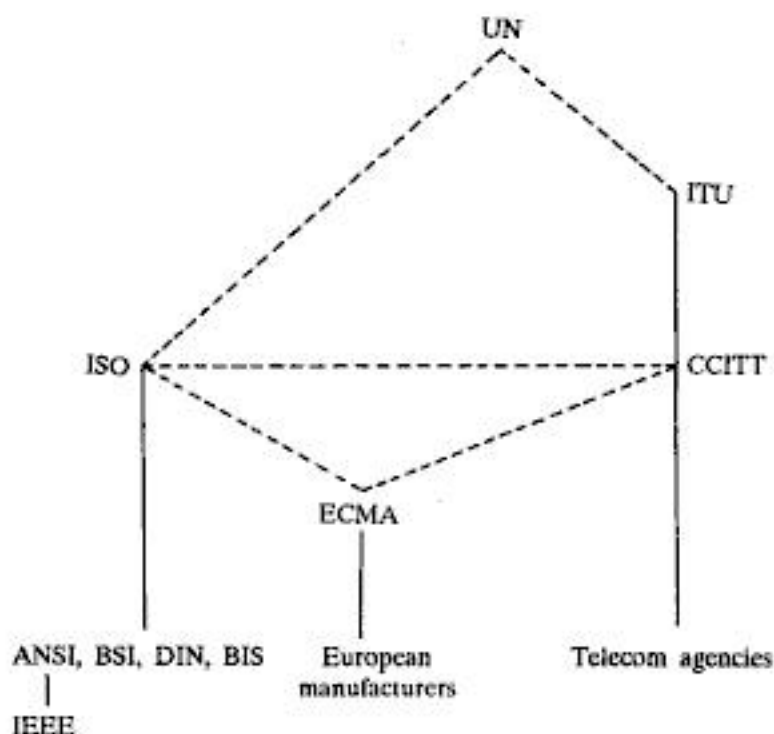 UN
ITU
ISO
CCITT
ECMA
ANSI, BSI, DIN, BIS
European
manufacturers
Telecom agencies
IEEE